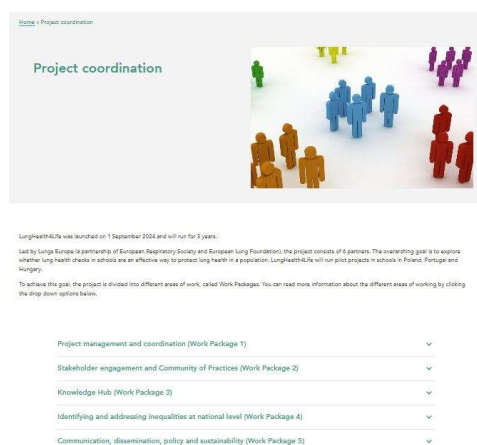 Home » Project coordination
Project coordination
LungHealth4Life was launched on 1 September 2024 and will run for 3 years.
Led by Lungs Europe (a partnership of European Respiratory Society and European Lung Foundation), the project consists of 6 partners. The overarching goal is to explore
whether lung health checks in schools are an effective way to protect lung health in a population. LungHealth4Life will run pilot projects in schools in Poland, Portugal and
Hungary.
To achieve this goal, the project is divided into different areas of work, called Work Packages. You can read more information about the different areas of working by clicking
the drop down options below.
Project management and coordination (Work Package 1)
Stakeholder engagement and Community of Practices (Work Package 2)
Knowledge Hub (Work Package 3)
Identifying and addressing inequalities at national level (Work Package 4)
Communication, dissemination, policy and sustainability (Work Package 5)